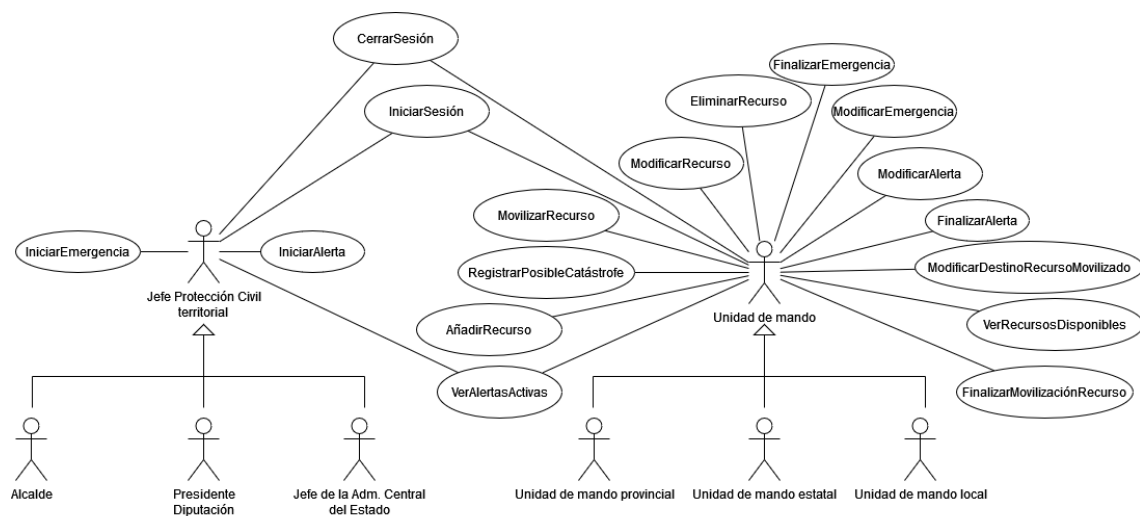 CerrarSesión
FinalizarEmergencia
EliminarRecurso
IniciarSesión
ModificarEmergencia
ModificarRecurso
ModificarAlerta
MovilizarRecurso
FinalizarAlerta
IniciarEmergencia
IniciarAlerta
RegistrarPosibleCatástrofe
ModificarDestinoRecursoMovilizado
Jefe Protección Civil
territorial
Unidad de mando
AñadirRecurso
VerRecursosDisponibles
VerAlertasActivas
FinalizarMovilizaciónRecurso
Alcalde
Presidente
Diputación
Jefe de la Adm. Central
del Estado
Unidad de mando provincial
Unidad de mando estatal
Unidad de mando local